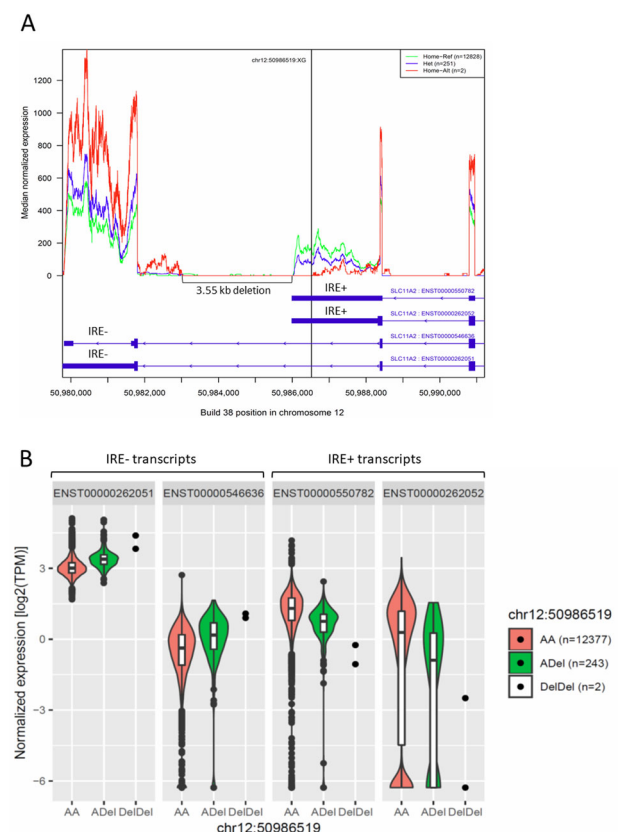 A
chr12:50986519:XG
Home-Ref (n=12828)
Het (n=251)
Home-Alt (n=2)
Median normalized expression
1200
1000
800
600
400
200
0
3.55 kb deletion
IRE+
SLC11A2 : ENST00000550782
IRE+
SLC11A2 : ENST00000262052
IRE-
SLC11A2 : ENST00000546636
IRE-
SLC11A2 : ENST00000262051
50,980,000 50,982,000 50,984,000 50,986,000 50,988,000 50,990,000
Build 38 position in chromosome 12
B
IRE- transcripts IRE+ transcripts
ENST00000262051 ENST00000546636 ENST00000550782 ENST00000262052
Normalized expression [log2(TPM)]
3
0
-3
-6
AA ADel DelDel AA ADel DelDel AA ADel DelDel AA ADel DelDel
chr12:50986519
chr12:50986519
AA (n=12377)
ADel (n=243)
DelDel (n=2)